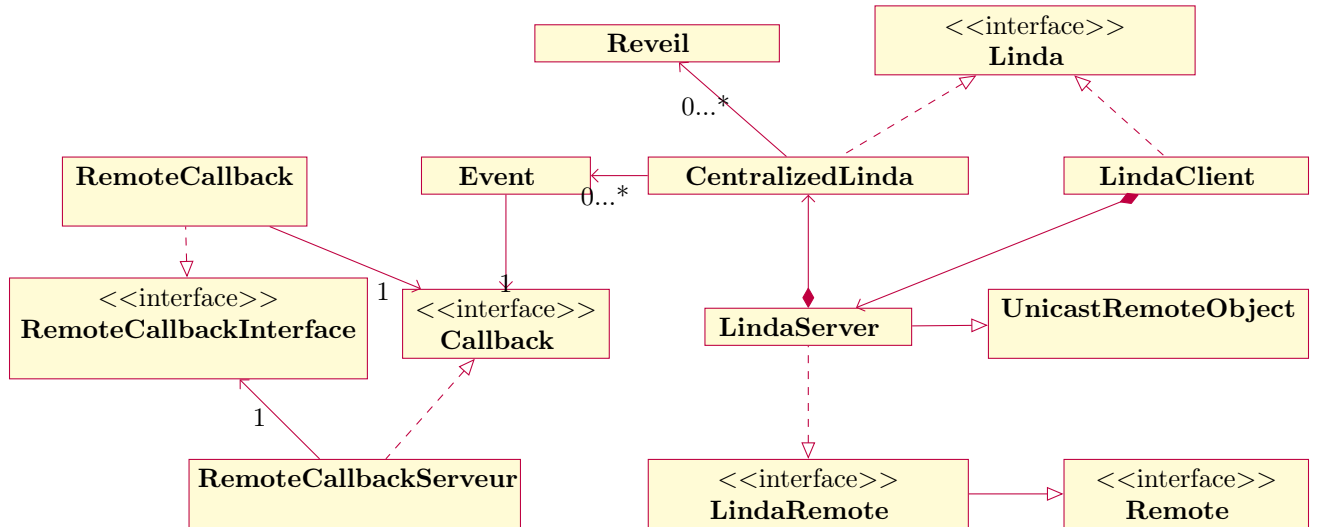 <<interface>>
Linda
Reveil
0...*
RemoteCallback
Event
CentralizedLinda
LindaClient
0...*
1
1
<<interface>>
RemoteCallbackInterface
<<interface>>
Callback
LindaServer
UnicastRemoteObject
1
RemoteCallbackServeur
<<interface>>
LindaRemote
<<interface>>
Remote